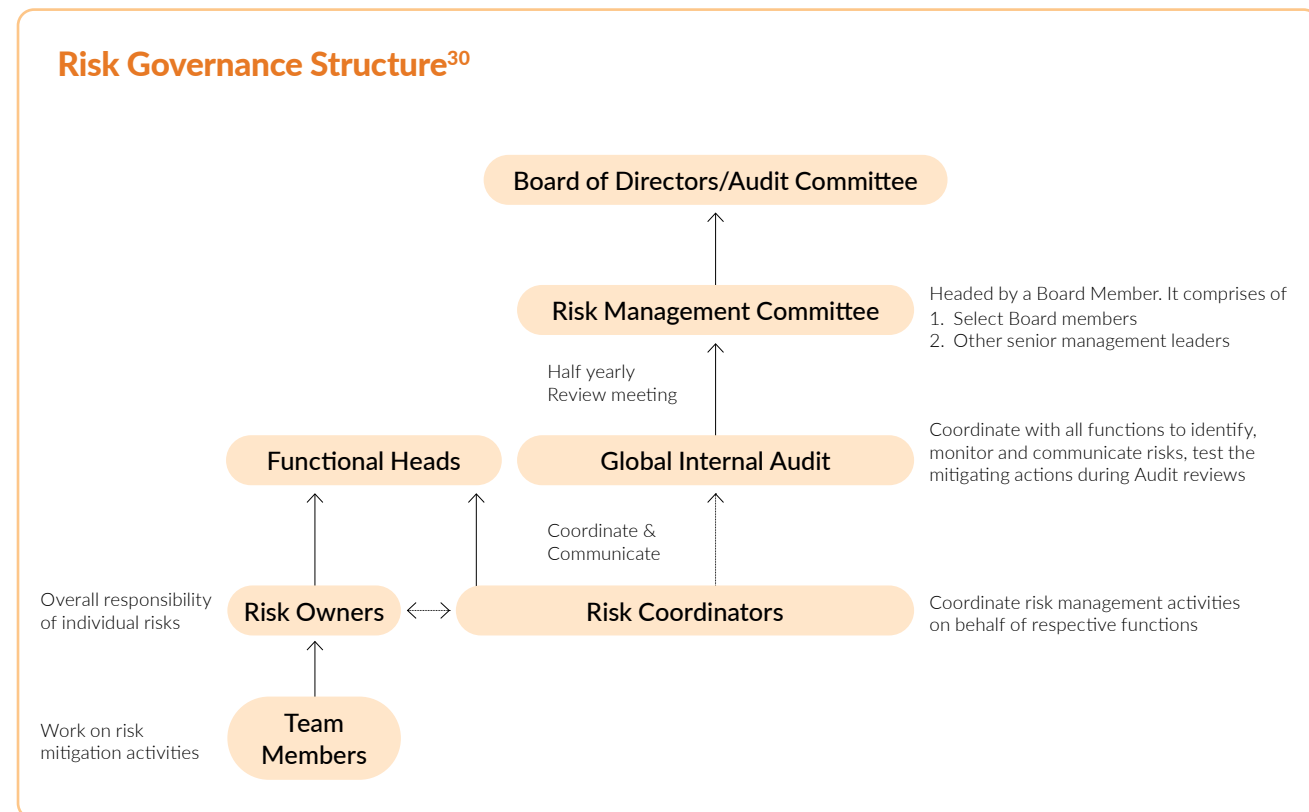 Risk Governance Structure30
Board of Directors/Audit Committee
Risk Management Committee
Headed by a Board Member. It comprises of
1. Select Board members
2. Other senior management leaders
Half yearly
Review meeting
Functional Heads
Global Internal Audit
Coordinate with all functions to identify,
monitor and communicate risks, test the
mitigating actions during Audit reviews
Coordinate &
Communicate
Overall responsibility
of individual risks
Risk Owners
Risk Coordinators
Coordinate risk management activities
on behalf of respective functions
Work on risk
mitigation activities
Team
Members